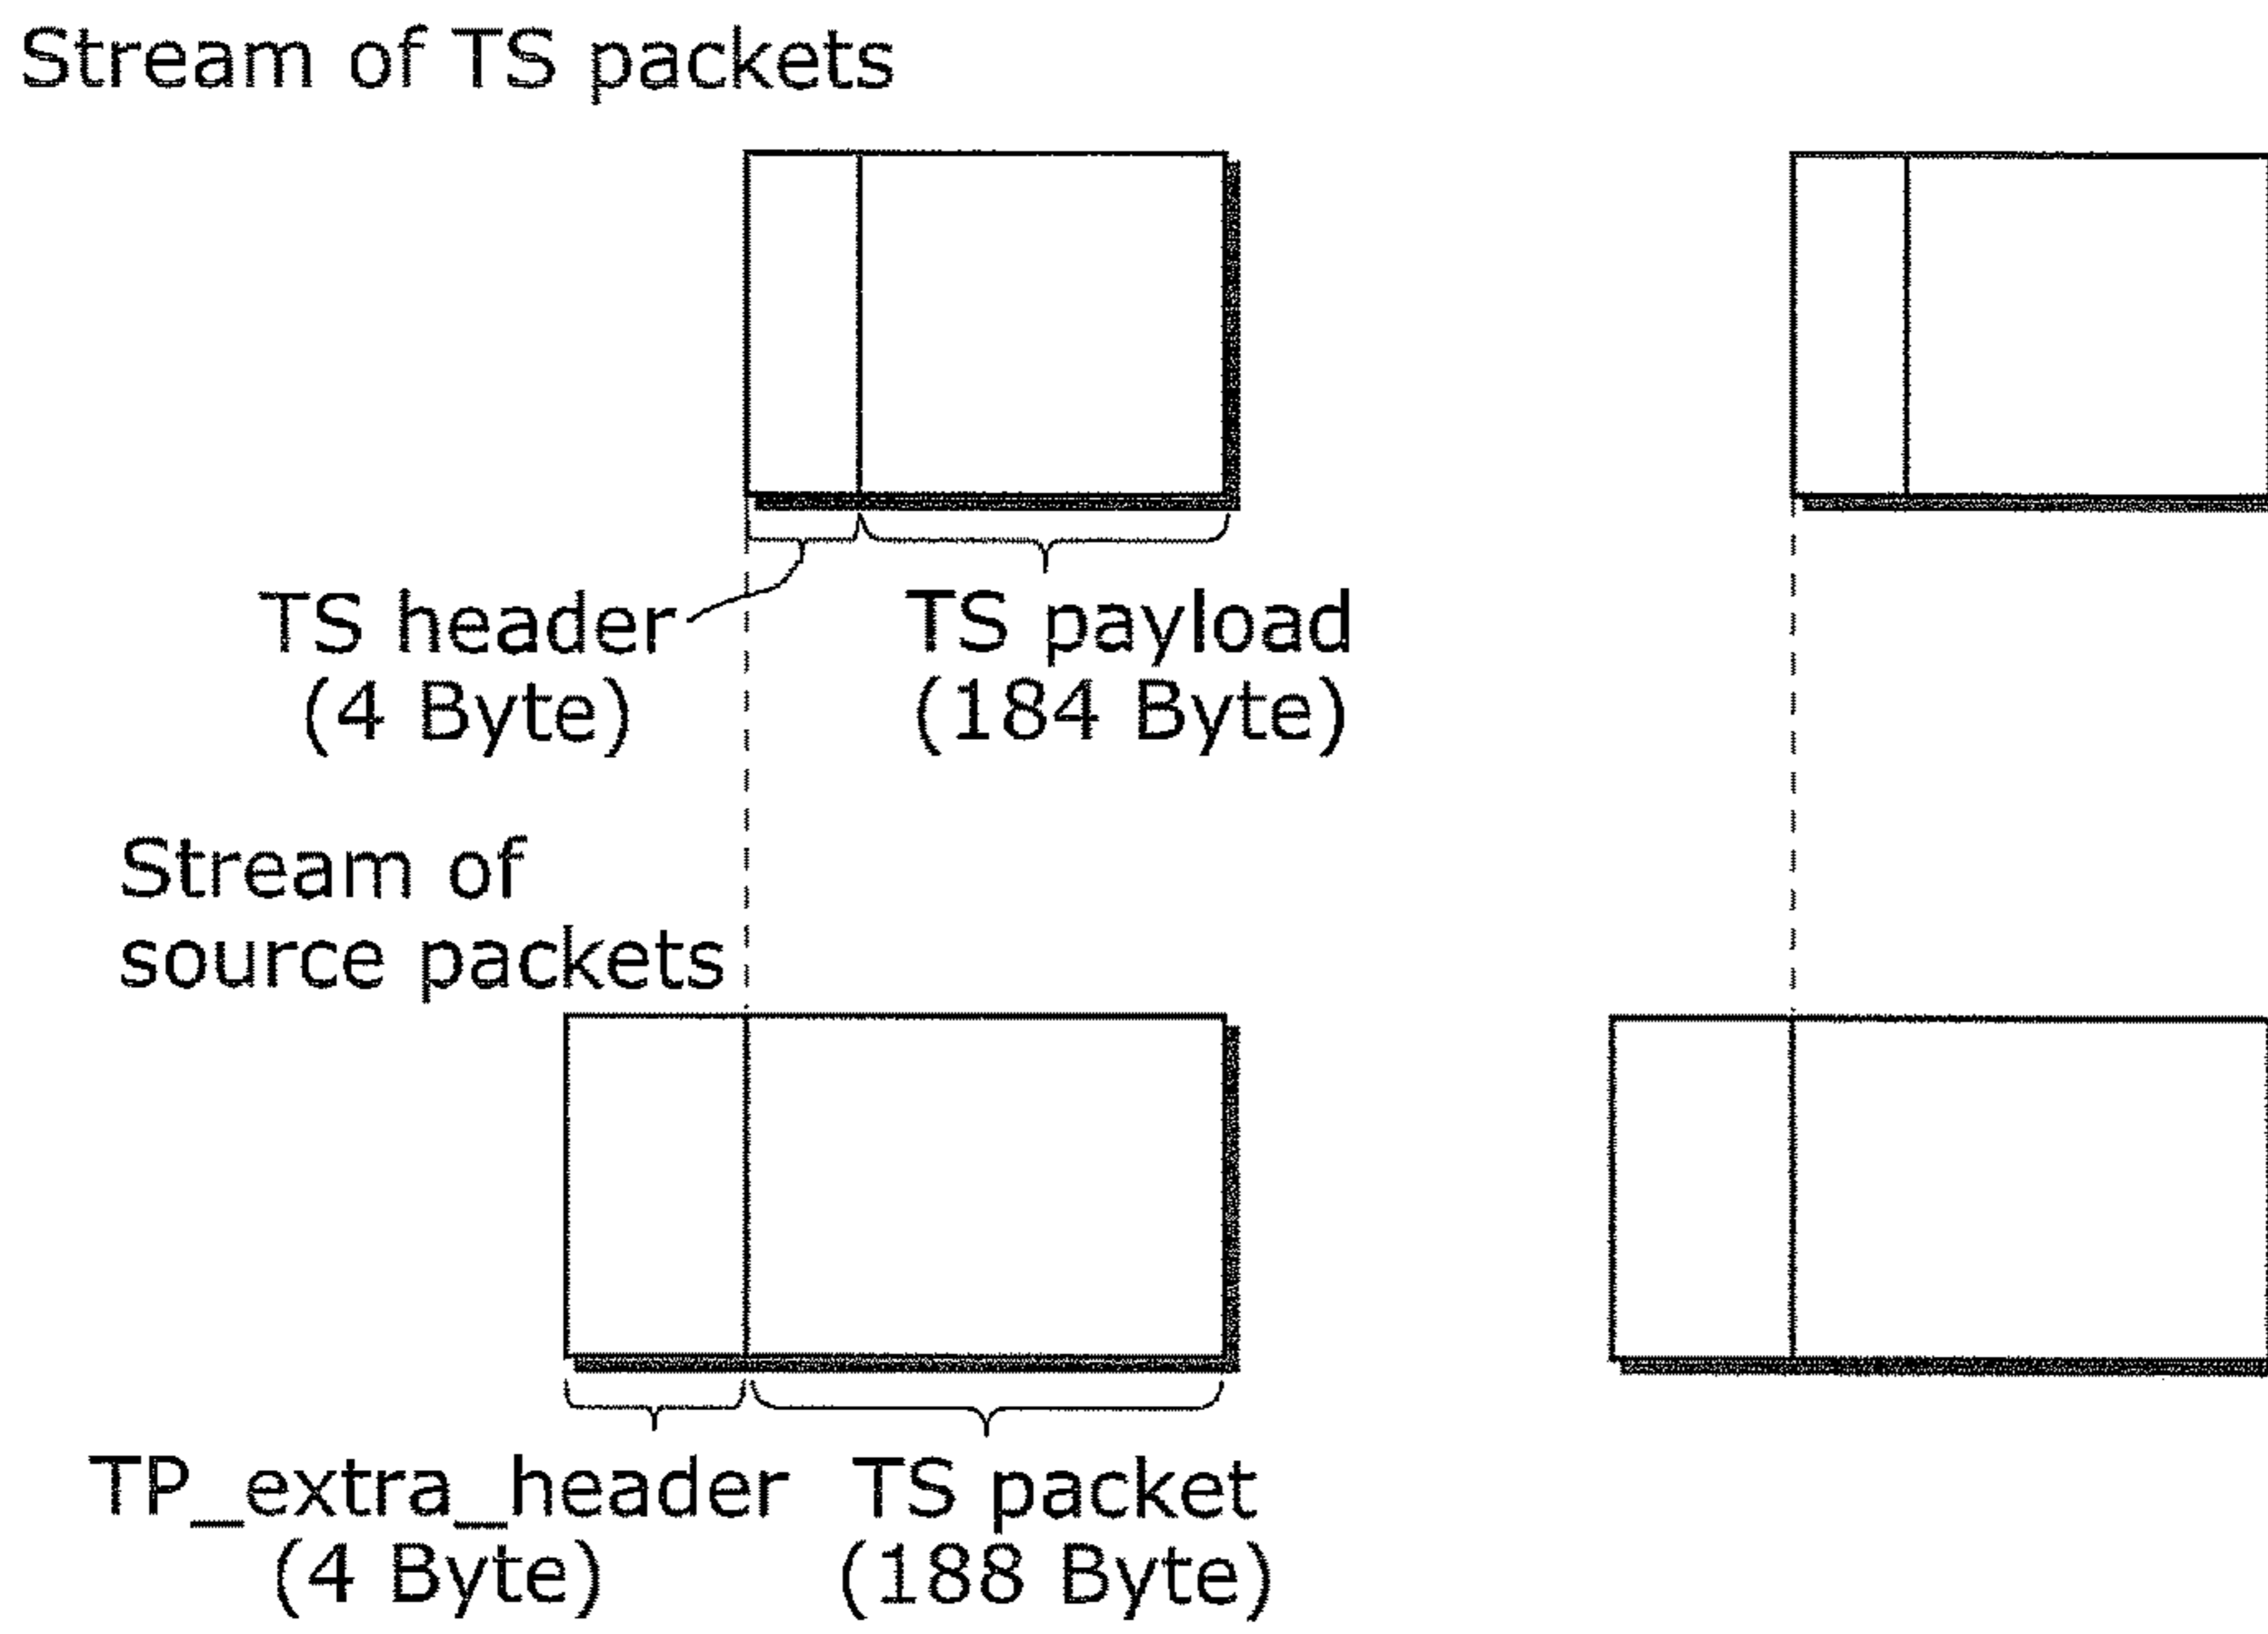 Stream of TS packets
TS header
(4 Byte)
TS payload
(184 Byte)
Stream of
source packets
TP_extra_header
(4 Byte)
TS packet
(188 Byte)